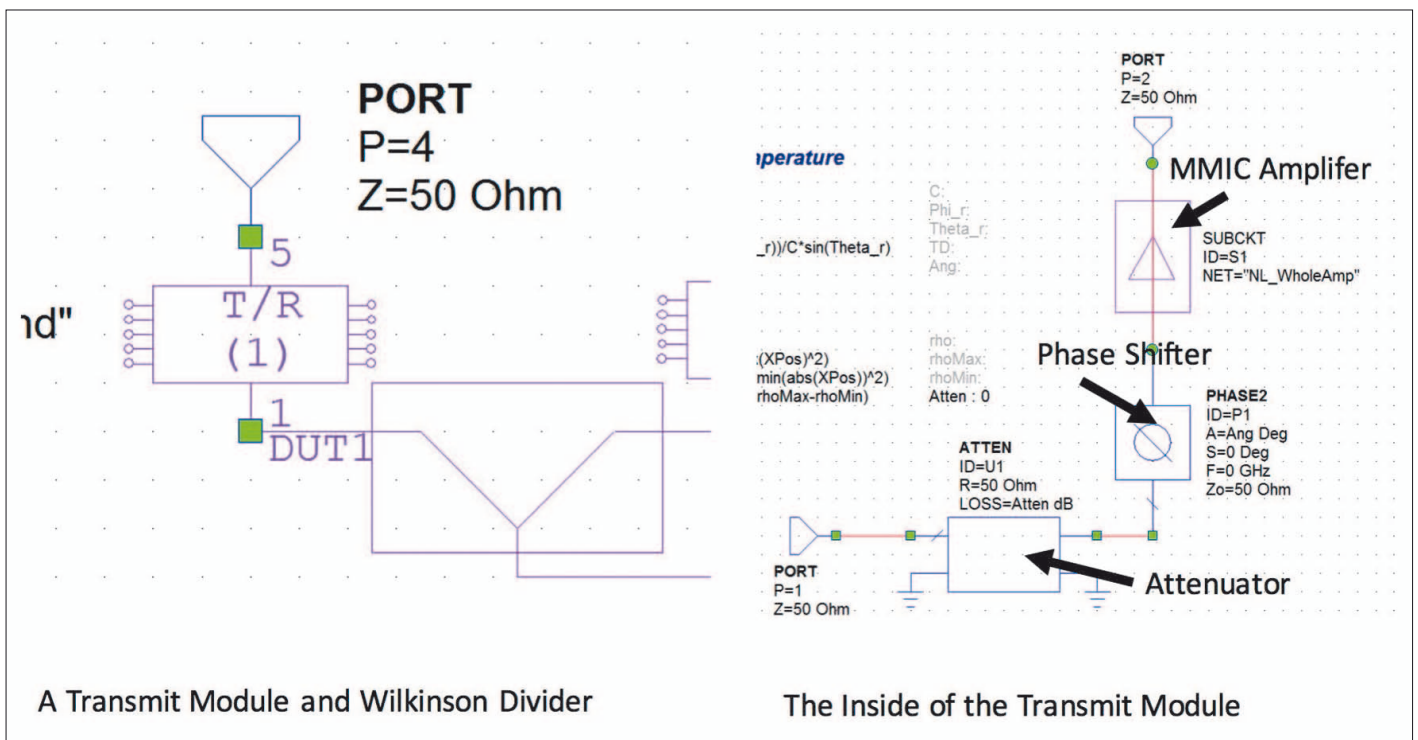 PORT
P=4
Z=50 Ohm
5
T/R
(1)
1
DUT1
nd"
A Transmit Module and Wilkinson Divider
PORT
P=2
Z=50 Ohm
perature
MMIC Amplifer
C:
Phi_r:
Theta_r:
_r))/C*sin(Theta_r)
TD:
Ang:
SUBCKT
ID=S1
NET="NL_WholeAmp"
Phase Shifter
rho:
(XPos)^2)
rhoMax:
min(abs(XPos))^2)
rhoMin:
rhoMax-rhoMin)
Atten : 0
PHASE2
ID=P1
A=Ang Deg
S=0 Deg
F=0 GHz
Zo=50 Ohm
ATTEN
ID=U1
R=50 Ohm
LOSS=Atten dB
PORT
P=1
Z=50 Ohm
Attenuator
The Inside of the Transmit Module